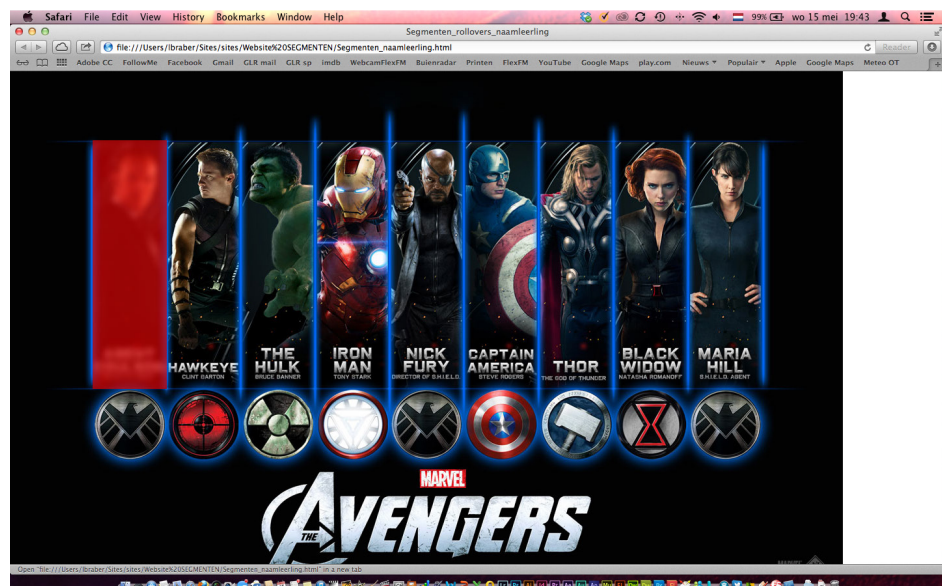 Safari File Edit View History Bookmarks Window Help 99% wo 15 mei 19:43
Segmenten_rollovers_naamleerling
file:///Users/lbraber/Sites/sites/Website%20SEGMENTEN/Segmenten_naamleerling.html Reader
Adobe CC FollowMe Facebook Gmail GLR mail GLR sp imdb WebcamFlexFM Buienradar Printen FlexFM YouTube Google Maps play.com Nieuws Populair Apple Google Maps Meteo OT
HAWKEYE
CLINT BARTON
THE
HULK
BRUCE BANNER
IRON
MAN
TONY STARK
NICK
FURY
DIRECTOR OF S.H.I.E.L.D.
CAPTAIN
AMERICA
STEVE ROGERS
THOR
THE GOD OF THUNDER
BLACK
WIDOW
NATASHA ROMANOFF
MARIA
HILL
S.H.I.E.L.D. AGENT
MARVEL
THE AVENGERS
Open "file:///Users/lbraber/Sites/sites/Website%20SEGMENTEN/Segmenten_naamleerling.html" in a new tab